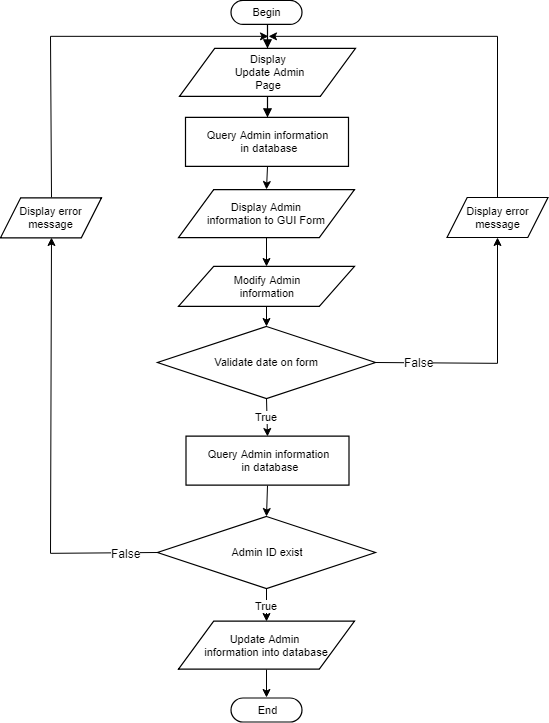 Begin
Display
Update Admin
Page
Query Admin information
in database
Display Admin
information to GUI Form
Display error
message
Display error
message
Modify Admin
information
Validate date on form
False
True
Query Admin information
in database
Admin ID exist
False
True
Update Admin
information into database
End